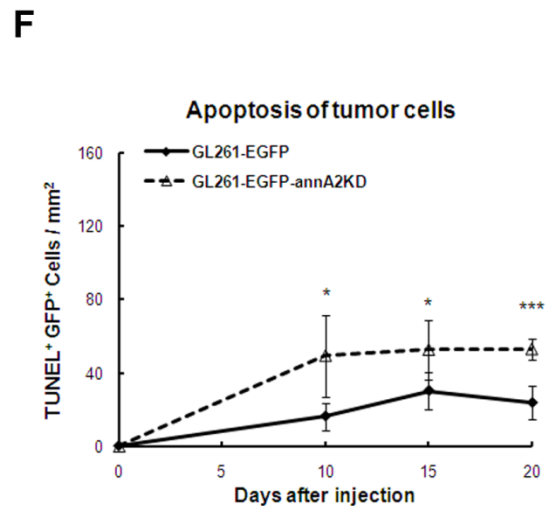 F
Apoptosis of tumor cells
GL261-EGFP
GL261-EGFP-annA2KD
TUNEL⁺ GFP⁺ Cells / mm²
160
120
80
40
0
* * ***
0 5 10 15 20
Days after injection